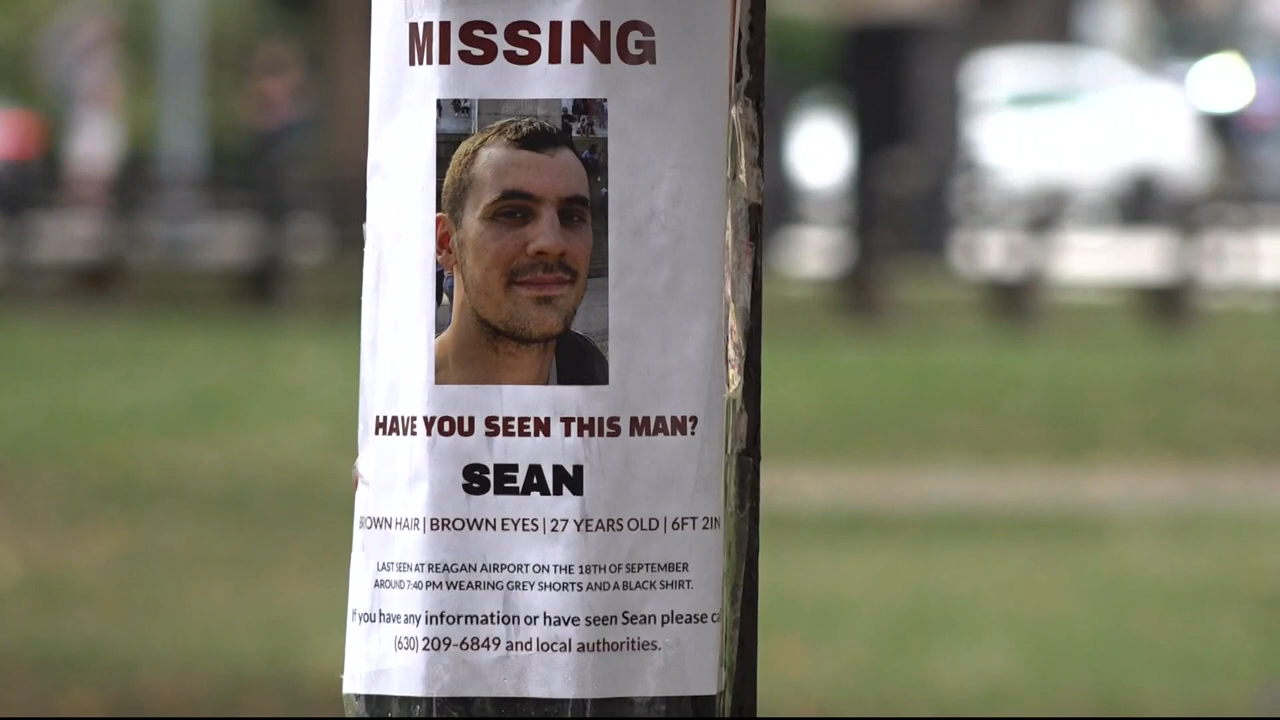 MISSING
HAVE YOU SEEN THIS MAN?
SEAN
BROWN HAIR | BROWN EYES | 27 YEARS OLD | 6FT 2IN
LAST SEEN AT REAGAN AIRPORT ON THE 18TH OF SEPTEMBER
AROUND 7:40 PM WEARING GREY SHORTS AND A BLACK SHIRT.
If you have any information or have seen Sean please ca
(630) 209-6849 and local authorities.